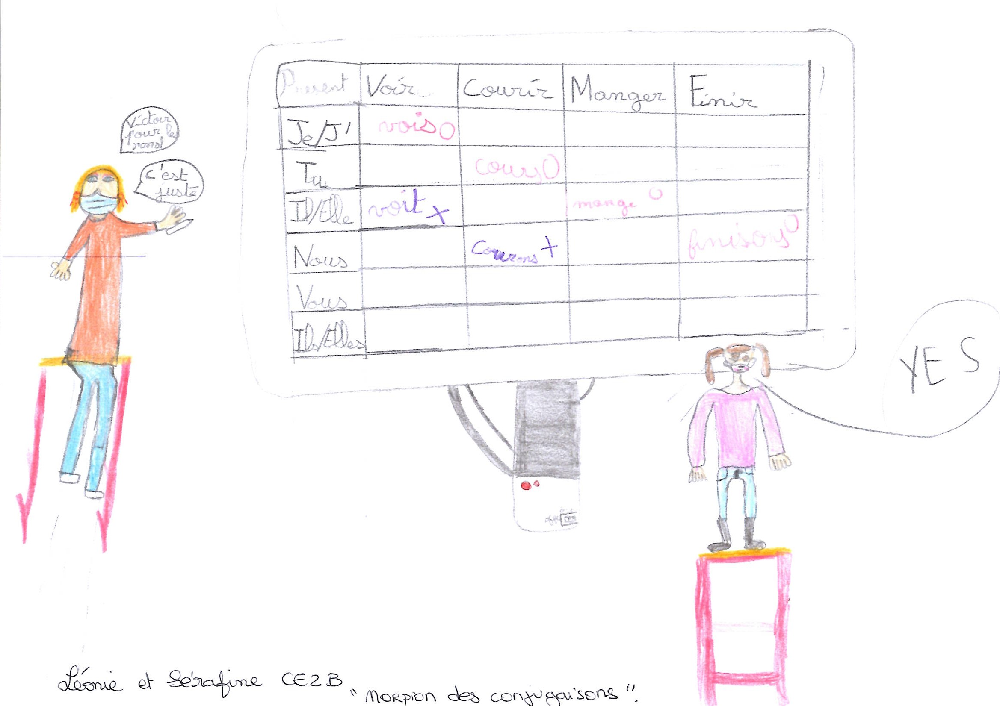 Present Voir Courir Manger Finir
Je/J' vois O
Tu cours O
Il/Elle voit x mange O
Nous Courons + finisons O
Vous
Ils/Elles
Victoir
pour le
rond
c'est
juste
YES
Léonie et Sérafine CE2B
"Morpion des conjugaisons".